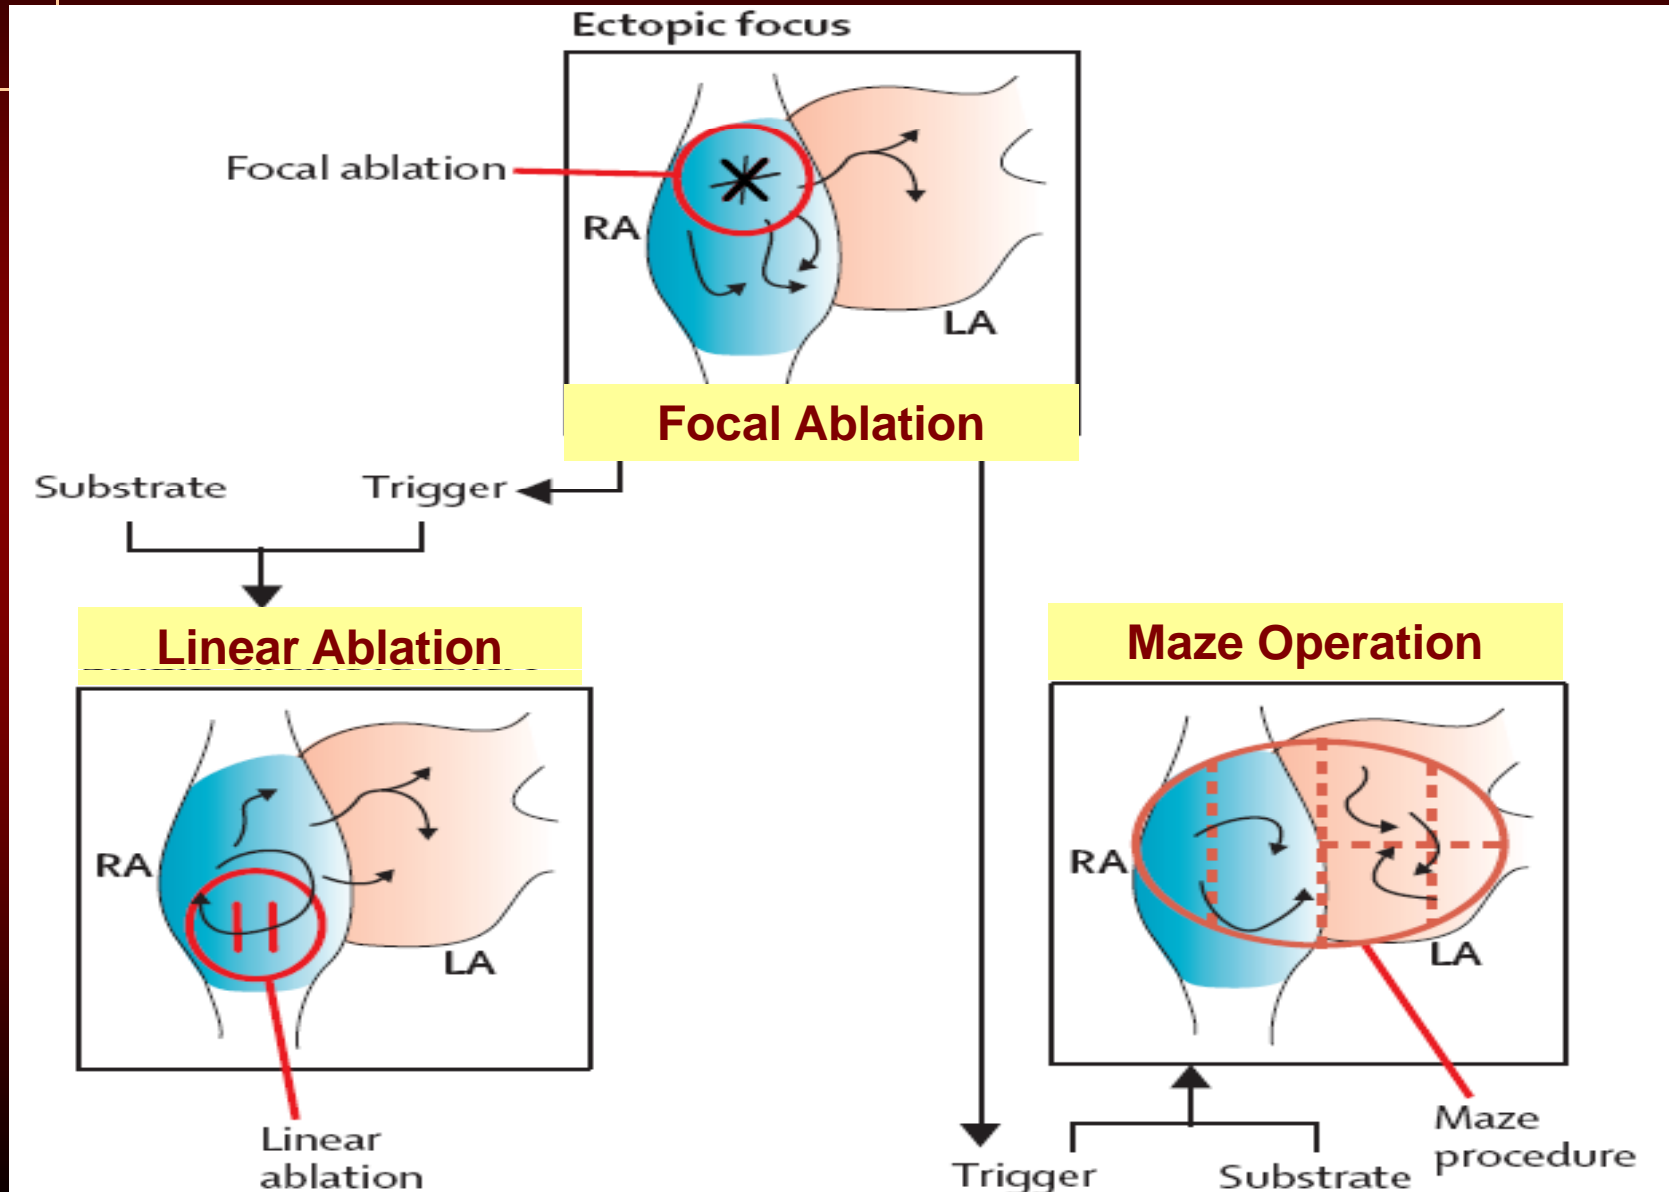 Ectopic focus
Focal ablation
RA
LA
Focal Ablation
Substrate
Trigger
Linear Ablation
Maze Operation
RA
LA
RA
LA
Linear
ablation
Maze
procedure
Trigger
Substrate